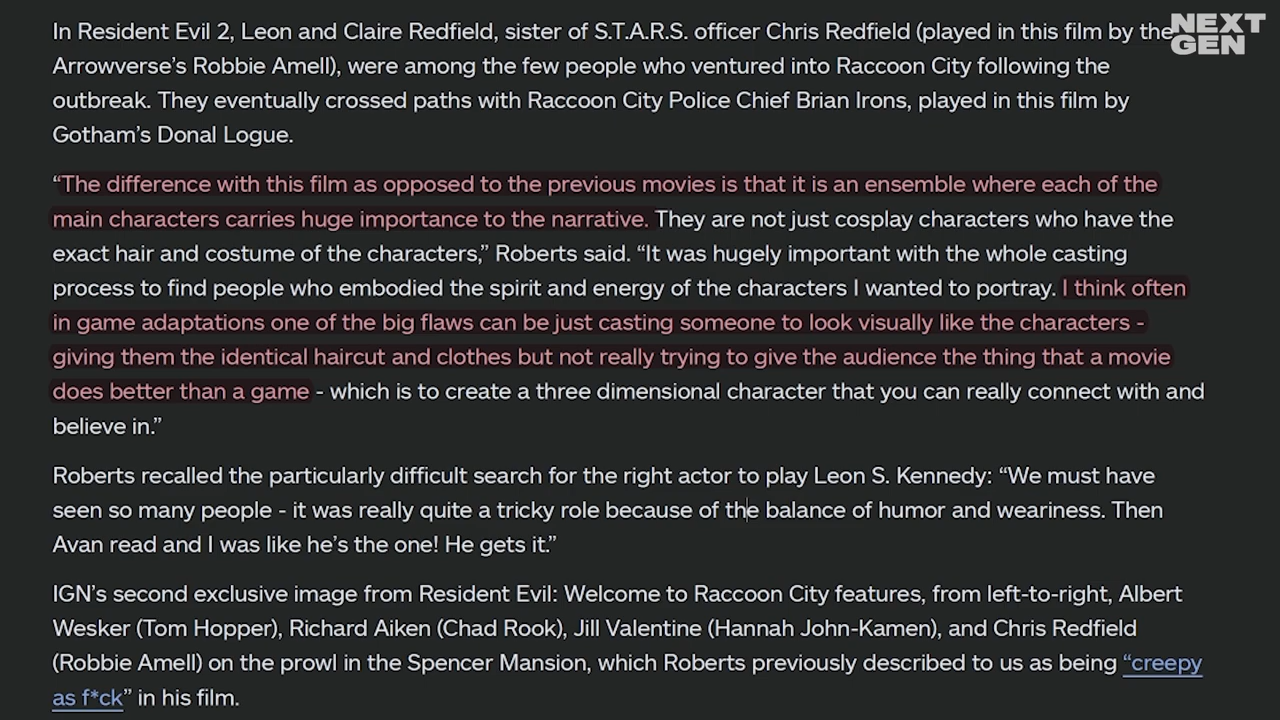 NEXT
GEN
In Resident Evil 2, Leon and Claire Redfield, sister of S.T.A.R.S. officer Chris Redfield (played in this film by the
Arrowverse’s Robbie Amell), were among the few people who ventured into Raccoon City following the
outbreak. They eventually crossed paths with Raccoon City Police Chief Brian Irons, played in this film by
Gotham’s Donal Logue.
“The difference with this film as opposed to the previous movies is that it is an ensemble where each of the
main characters carries huge importance to the narrative. They are not just cosplay characters who have the
exact hair and costume of the characters,” Roberts said. “It was hugely important with the whole casting
process to find people who embodied the spirit and energy of the characters I wanted to portray. I think often
in game adaptations one of the big flaws can be just casting someone to look visually like the characters -
giving them the identical haircut and clothes but not really trying to give the audience the thing that a movie
does better than a game - which is to create a three dimensional character that you can really connect with and
believe in.”
Roberts recalled the particularly difficult search for the right actor to play Leon S. Kennedy: “We must have
seen so many people - it was really quite a tricky role because of the balance of humor and weariness. Then
Avan read and I was like he’s the one! He gets it.”
IGN’s second exclusive image from Resident Evil: Welcome to Raccoon City features, from left-to-right, Albert
Wesker (Tom Hopper), Richard Aiken (Chad Rook), Jill Valentine (Hannah John-Kamen), and Chris Redfield
(Robbie Amell) on the prowl in the Spencer Mansion, which Roberts previously described to us as being “creepy
as f*ck” in his film.